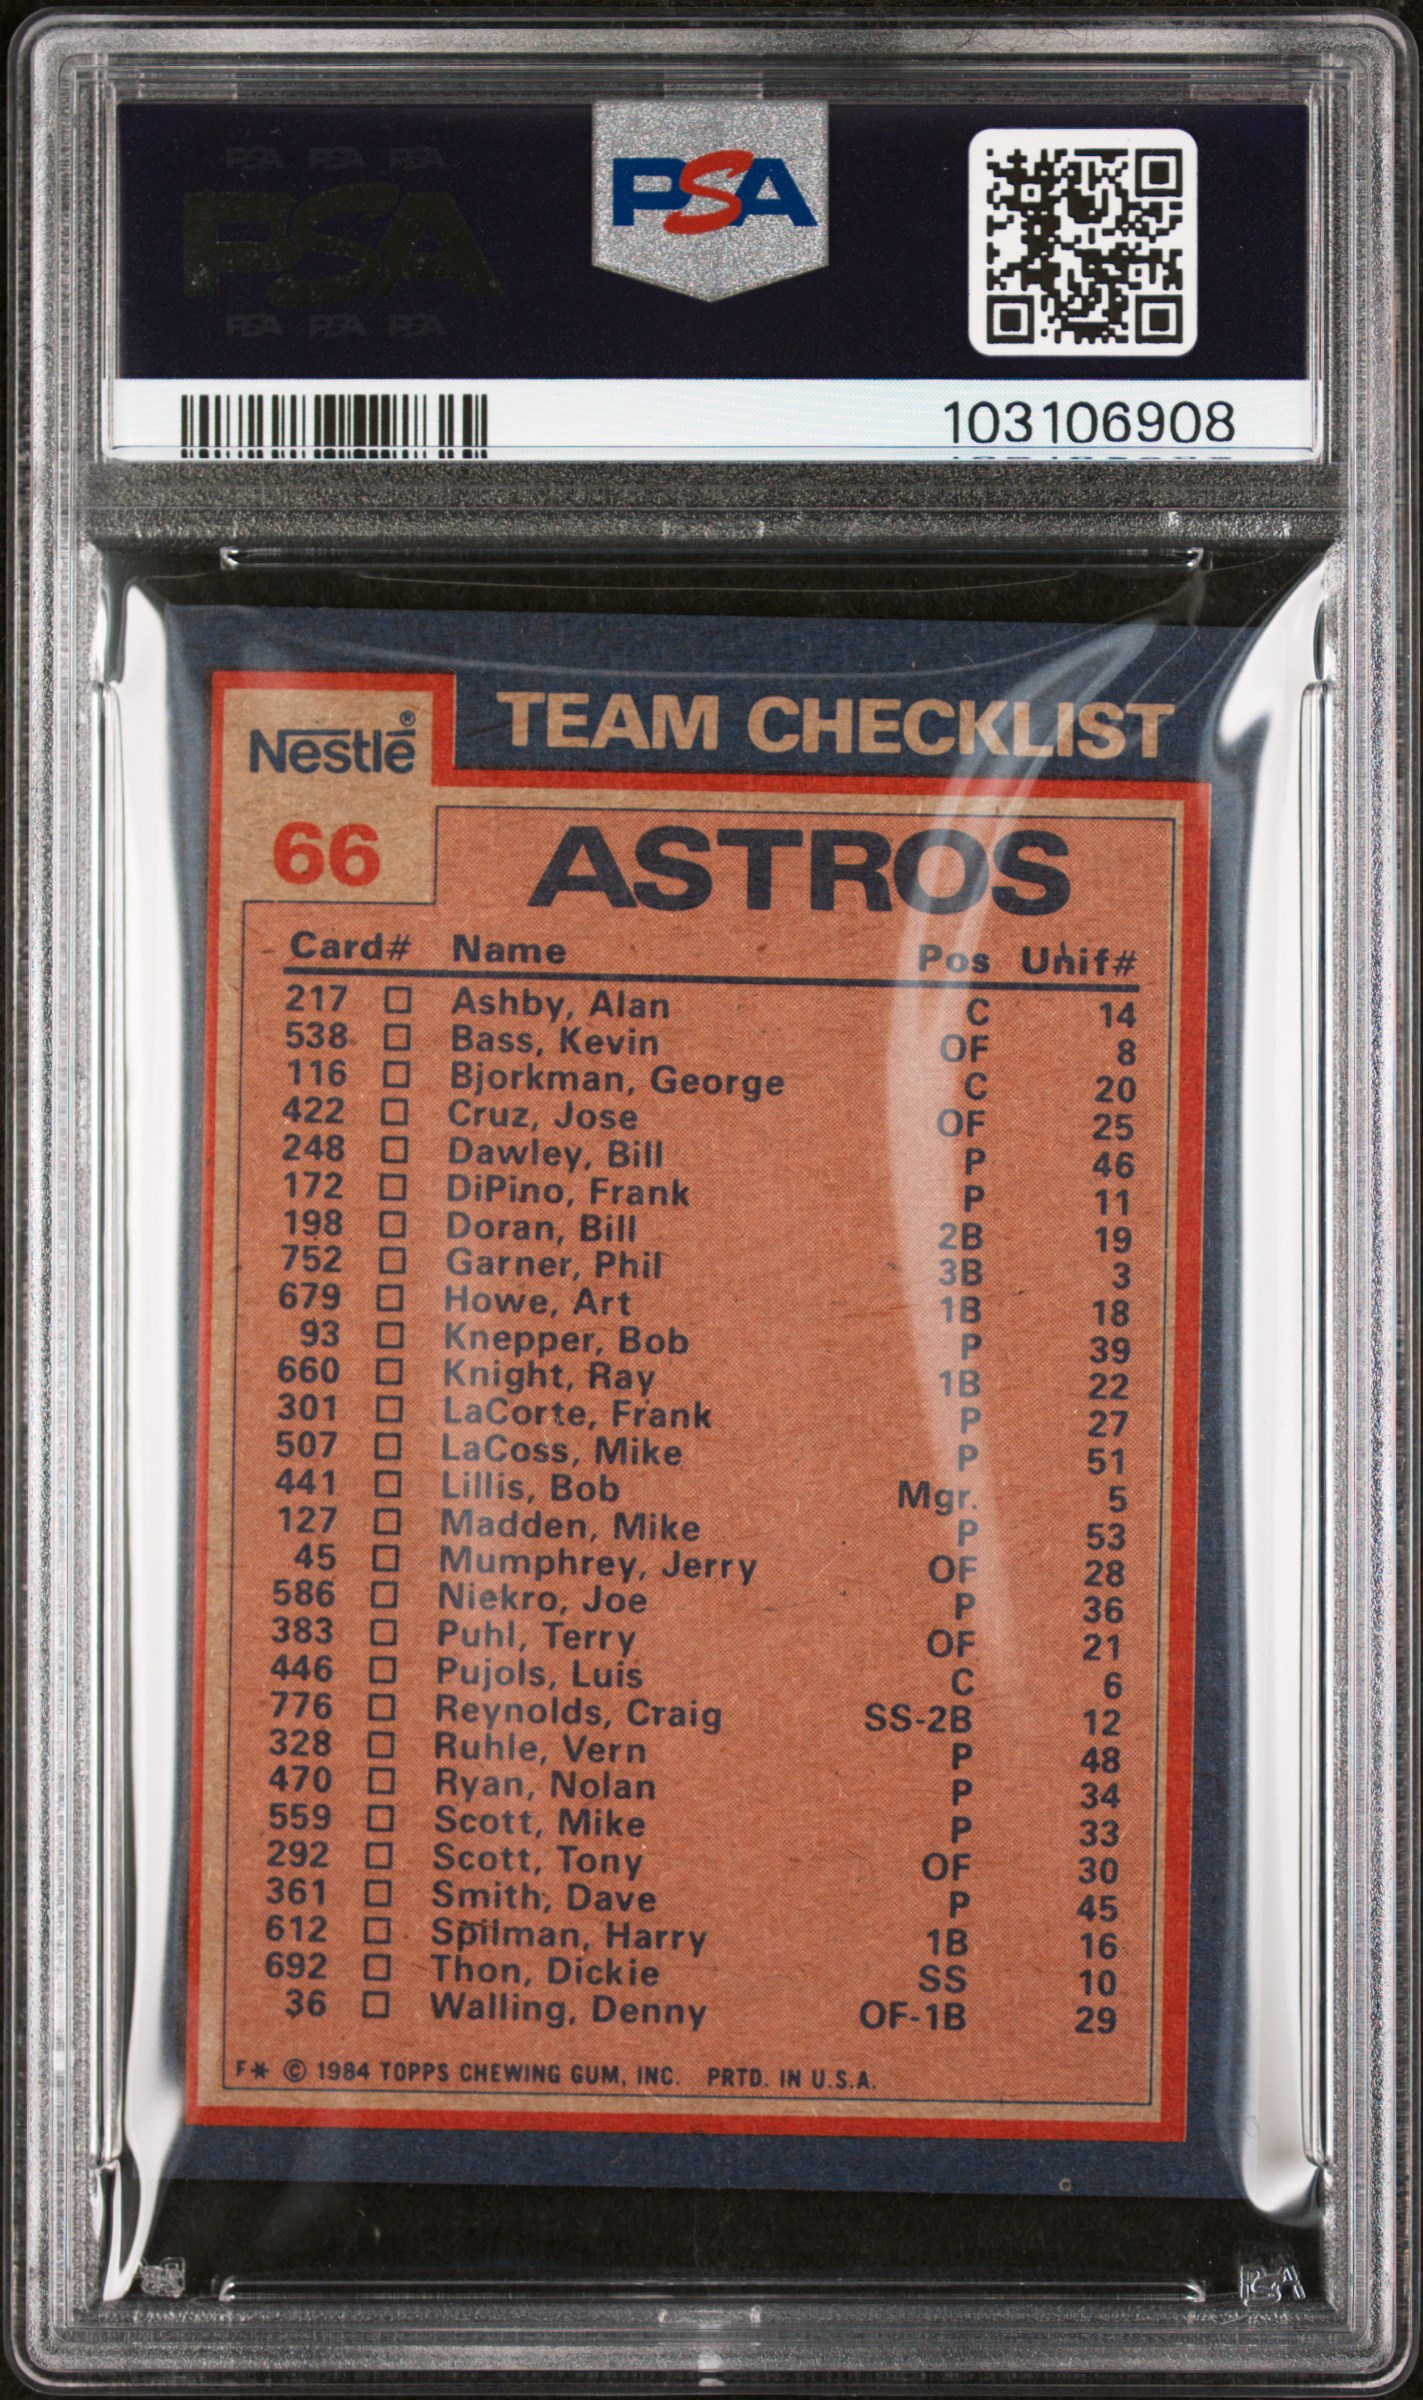 PSA PSA PSA
PSA
PSA PSA PSA
PSA
103106908
Nestlé®
TEAM CHECKLIST
66
ASTROS
Card# Name Pos Unif#
217 Ashby, Alan C 14
538 Bass, Kevin OF 8
116 Bjorkman, George C 20
422 Cruz, Jose OF 25
248 Dawley, Bill P 46
172 DiPino, Frank P 11
198 Doran, Bill 2B 19
752 Garner, Phil 3B 3
679 Howe, Art 1B 18
93 Knepper, Bob P 39
660 Knight, Ray 1B 22
301 LaCorte, Frank P 27
507 LaCoss, Mike P 51
441 Lillis, Bob Mgr. 5
127 Madden, Mike P 53
45 Mumphrey, Jerry OF 28
586 Niekro, Joe P 36
383 Puhl, Terry OF 21
446 Pujols, Luis C 6
776 Reynolds, Craig SS-2B 12
328 Ruhle, Vern P 48
470 Ryan, Nolan P 34
559 Scott, Mike P 33
292 Scott, Tony OF 30
361 Smith, Dave P 45
612 Spilman, Harry 1B 16
692 Thon, Dickie SS 10
36 Walling, Denny OF-1B 29
F* © 1984 TOPPS CHEWING GUM, INC. PRTD. IN U.S.A.
PSA